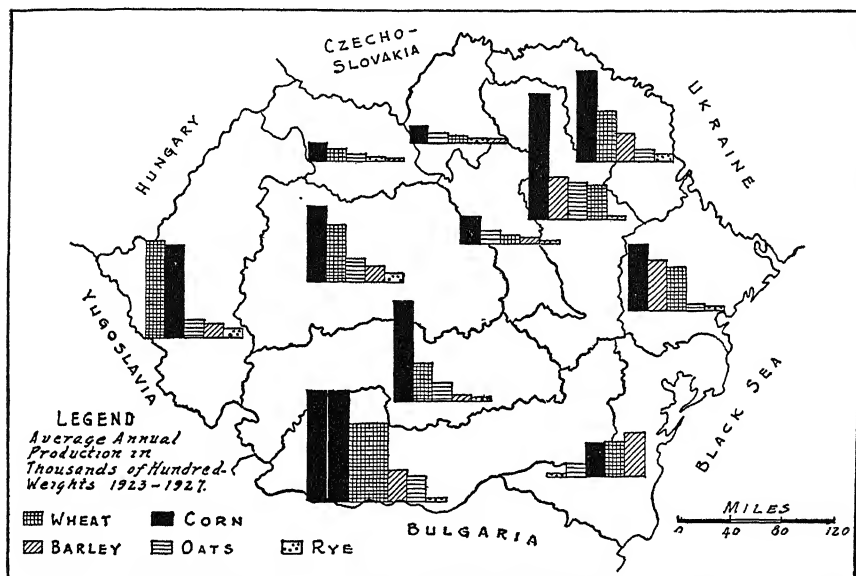 CZECHO-
SLOVAKIA
HUNGARY
UKRAINE
YUGOSLAVIA
BLACK SEA
BULGARIA
LEGEND
Average Annual
Production in
Thousands of Hundred-
Weights 1923-1927.
WHEAT CORN
BARLEY OATS RYE
MILES
0 40 80 120